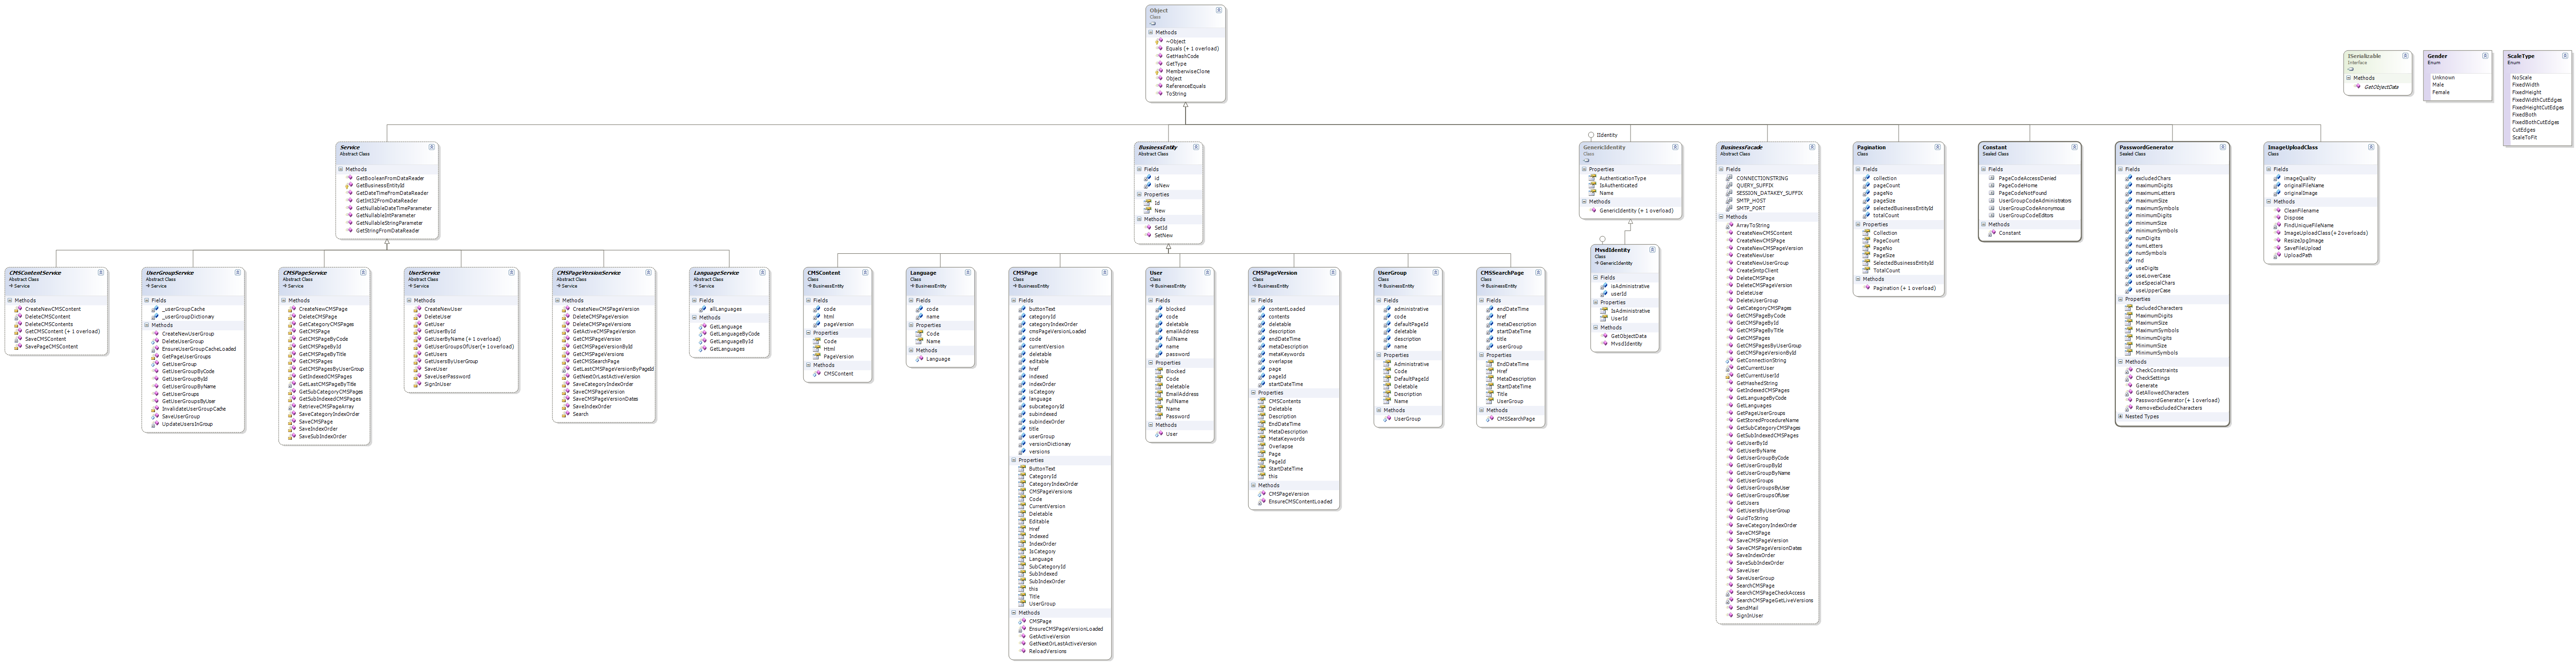 Object
Class
Methods
~Object
Equals (+ 1 overload)
GetHashCode
GetType
MemberwiseClone
Object
ReferenceEquals
ToString
ISerializable
Interface
Methods
GetObjectData
Gender
Enum
Unknown
Male
Female
ScaleType
Enum
NoScale
FixedWidth
FixedHeight
FixedWidthCutEdges
FixedHeightCutEdges
FixedBoth
FixedBothCutEdges
CutEdges
ScaleToFit
Service
Abstract Class
Methods
GetBooleanFromDataReader
GetBusinessEntityId
GetDateTimeFromDataReader
GetInt32FromDataReader
GetNullableDateTimeParameter
GetNullableIntParameter
GetNullableStringParameter
GetStringFromDataReader
BusinessEntity
Abstract Class
Fields
id
isNew
Properties
Id
New
Methods
SetId
SetNew
IIdentity
GenericIdentity
Class
Properties
AuthenticationType
IsAuthenticated
Name
Methods
GenericIdentity (+ 1 overload)
BusinessFacade
Abstract Class
Fields
CONNECTIONSTRING
QUERY_SUFFIX
SESSION_DATAKEY_SUFFIX
SMTP_HOST
SMTP_PORT
Methods
ArrayToString
CreateNewCMSContent
CreateNewCMSPage
CreateNewCMSPageVersion
CreateNewUser
CreateNewUserGroup
CreateSmtpClient
DeleteCMSPage
DeleteCMSPageVersion
DeleteUser
DeleteUserGroup
GetCategoryCMSPages
GetCMSPageByCode
GetCMSPageById
GetCMSPageByTitle
GetCMSPages
GetCMSPagesByUserGroup
GetCMSPageVersionById
GetConnectionString
GetCurrentUser
GetCurrentUserId
GetHashedString
GetIndexedCMSPages
GetLanguageByCode
GetLanguages
GetPageUserGroups
GetStoredProcedureName
GetSubCategoryCMSPages
GetSubIndexedCMSPages
GetUserById
GetUserByName
GetUserGroupByCode
GetUserGroupById
GetUserGroupByName
GetUserGroups
GetUserGroupsByUser
GetUserGroupsOfUser
GetUsers
GetUsersByUserGroup
GuidToString
SaveCategoryIndexOrder
SaveCMSPage
SaveCMSPageVersion
SaveCMSPageVersionDates
SaveIndexOrder
SaveSubIndexOrder
SaveUser
SaveUserGroup
SearchCMSPage
SearchCMSPageCheckAccess
SearchCMSPageGetLiveVersions
SendMail
SignInUser
Pagination
Class
Fields
collection
pageCount
pageNo
pageSize
selectedBusinessEntityId
totalCount
Properties
Collection
PageCount
PageNo
PageSize
SelectedBusinessEntityId
TotalCount
Methods
Pagination (+ 1 overload)
Constant
Sealed Class
Fields
PageCodeAccessDenied
PageCodeHome
PageCodeNotFound
UserGroupCodeAdministrators
UserGroupCodeAnonymous
UserGroupCodeEditors
Methods
Constant
PasswordGenerator
Sealed Class
Fields
excludedChars
maximumDigits
maximumLetters
maximumSize
maximumSymbols
minimumDigits
minimumSize
minimumSymbols
numDigits
numLetters
numSymbols
rnd
useDigits
useLowerCase
useSpecialChars
useUpperCase
Properties
ExcludedCharacters
MaximumDigits
MaximumSize
MaximumSymbols
MinimumDigits
MinimumSize
MinimumSymbols
Methods
CheckConstraints
CheckSettings
Generate
GetAllowedCharacters
PasswordGenerator (+ 1 overload)
RemoveExcludedCharacters
Nested Types
ImageUploadClass
Class
Fields
imageQuality
originalFileName
originalImage
Methods
CleanFilename
Dispose
FindUniqueFileName
ImageUploadClass (+ 2 overloads)
ResizeJpgImage
SaveFileUpload
UploadPath
MvsdIdentity
Class
GenericIdentity
Fields
isAdministrative
userId
Properties
IsAdministrative
UserId
Methods
GetObjectData
MvsdIdentity
CMSContentService
Abstract Class
Service
Methods
CreateNewCMSContent
DeleteCMSContent
DeleteCMSContents
GetCMSContent (+ 1 overload)
SaveCMSContent
SavePageCMSContent
UserGroupService
Abstract Class
Service
Fields
_userGroupCache
_userGroupDictionary
Methods
CreateNewUserGroup
DeleteUserGroup
EnsureUserGroupCacheLoaded
GetPageUserGroups
GetUserGroup
GetUserGroupByCode
GetUserGroupById
GetUserGroupByName
GetUserGroups
GetUserGroupsByUser
InvalidateUserGroupCache
SaveUserGroup
UpdateUsersInGroup
CMSPageService
Abstract Class
Service
Methods
CreateNewCMSPage
DeleteCMSPage
GetCategoryCMSPages
GetCMSPage
GetCMSPageByCode
GetCMSPageById
GetCMSPageByTitle
GetCMSPages
GetCMSPagesByUserGroup
GetIndexedCMSPages
GetLastCMSPageByTitle
GetSubCategoryCMSPages
GetSubIndexedCMSPages
RetrieveCMSPageArray
SaveCategoryIndexOrder
SaveCMSPage
SaveIndexOrder
SaveSubIndexOrder
UserService
Abstract Class
Service
Methods
CreateNewUser
DeleteUser
GetUser
GetUserById
GetUserByName (+ 1 overload)
GetUserGroupsOfUser (+ 1 overload)
GetUsers
GetUsersByUserGroup
SaveUser
SaveUserPassword
SignInUser
CMSPageVersionService
Abstract Class
Service
Methods
CreateNewCMSPageVersion
DeleteCMSPageVersion
DeleteCMSPageVersions
GetActiveCMSPageVersion
GetCMSPageVersion
GetCMSPageVersionById
GetCMSPageVersions
GetCMSSearchPage
GetLastCMSPageVersionByPageId
GetNextOrLastActiveVersion
SaveCategoryIndexOrder
SaveCMSPageVersion
SaveCMSPageVersionDates
SaveIndexOrder
Search
LanguageService
Abstract Class
Service
Fields
allLanguages
Methods
GetLanguage
GetLanguageByCode
GetLanguageById
GetLanguages
CMSContent
Class
BusinessEntity
Fields
code
html
pageVersion
Properties
Code
Html
PageVersion
Methods
CMSContent
Language
Class
BusinessEntity
Fields
code
name
Properties
Code
Name
Methods
Language
CMSPage
Class
BusinessEntity
Fields
buttonText
categoryId
categoryIndexOrder
cmsPageVersionLoaded
code
currentVersion
deletable
editable
href
indexed
indexOrder
isCategory
language
subcategoryId
subindexed
subindexOrder
title
userGroup
versionDictionary
versions
Properties
ButtonText
CategoryId
CategoryIndexOrder
CMSPageVersions
Code
CurrentVersion
Deletable
Editable
Href
Indexed
IndexOrder
IsCategory
Language
SubCategoryId
SubIndexed
SubIndexOrder
this
Title
UserGroup
Methods
CMSPage
EnsureCMSPageVersionLoaded
GetActiveVersion
GetNextOrLastActiveVersion
ReloadVersions
User
Class
BusinessEntity
Fields
blocked
code
deletable
emailAddress
fullName
name
password
Properties
Blocked
Code
Deletable
EmailAddress
FullName
Name
Password
Methods
User
CMSPageVersion
Class
BusinessEntity
Fields
contentLoaded
contents
deletable
description
endDateTime
metaDescription
metaKeywords
overlapse
page
pageId
startDateTime
Properties
CMSContents
Deletable
Description
EndDateTime
MetaDescription
MetaKeywords
Overlapse
Page
PageId
StartDateTime
this
Methods
CMSPageVersion
EnsureCMSContentLoaded
UserGroup
Class
BusinessEntity
Fields
administrative
code
defaultPageId
deletable
description
name
Properties
Administrative
Code
DefaultPageId
Deletable
Description
Name
Methods
UserGroup
CMSSearchPage
Class
BusinessEntity
Fields
endDateTime
href
metaDescription
startDateTime
title
userGroup
Properties
EndDateTime
Href
MetaDescription
StartDateTime
Title
UserGroup
Methods
CMSSearchPage